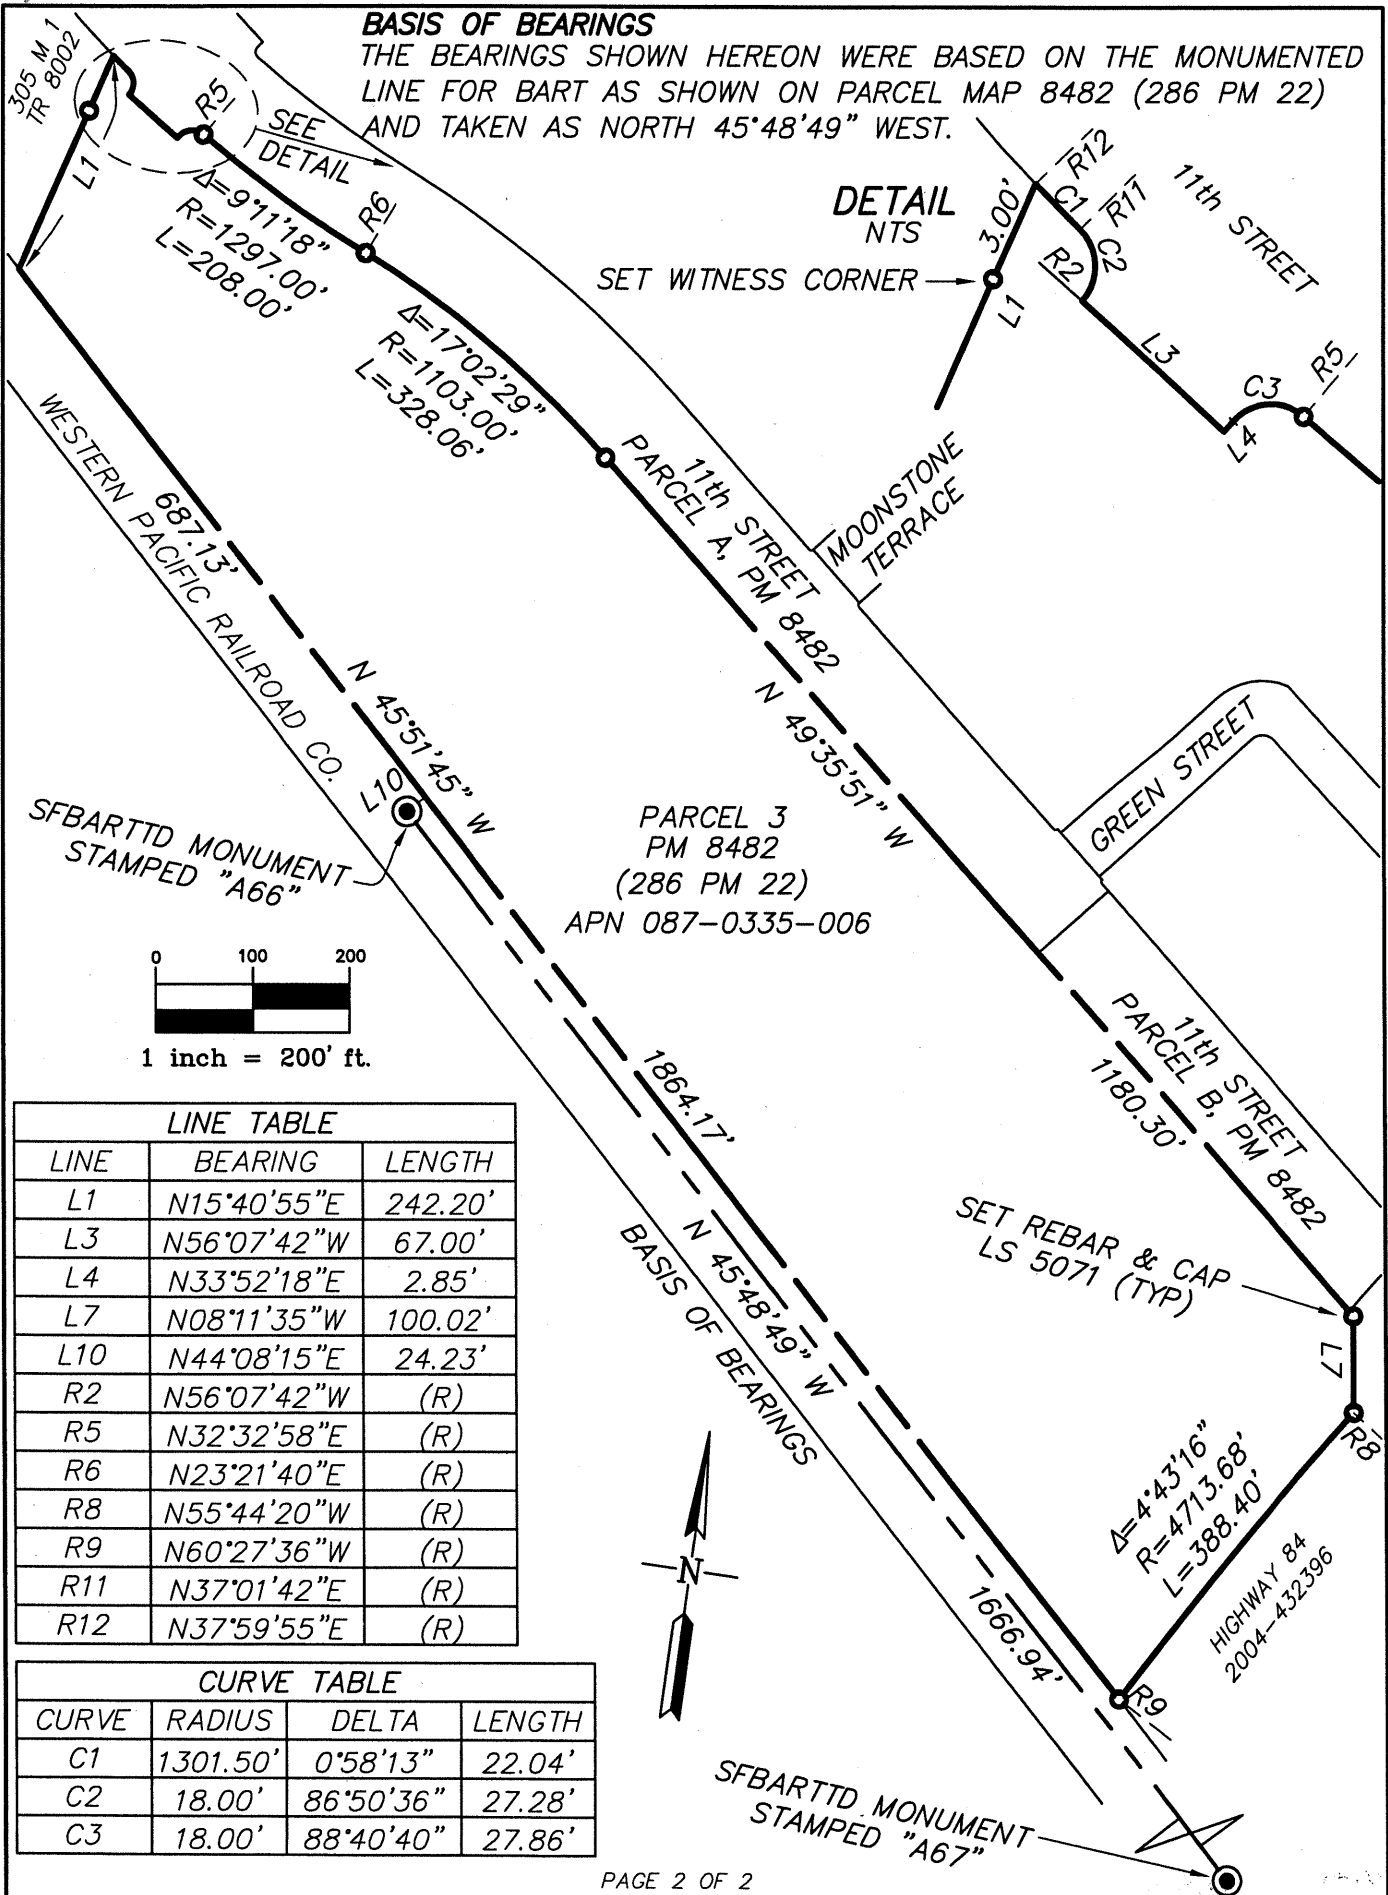 BASIS OF BEARINGS
THE BEARINGS SHOWN HEREON WERE BASED ON THE MONUMENTED
LINE FOR BART AS SHOWN ON PARCEL MAP 8482 (286 PM 22)
AND TAKEN AS NORTH 45°48'49" WEST.
305 M 1
TR 8002
L1
R5
SEE
DETAIL
Δ=9°11'18"
R=1297.00'
L=208.00'
R6
Δ=17°02'29"
R=1103.00'
L=328.06'
DETAIL
NTS
SET WITNESS CORNER
3.00'
L1
C1
R12
R11
C2
R2
11th STREET
L3
L4
C3
R5
WESTERN PACIFIC RAILROAD CO.
687.13'
N 45°51'45" W
11th STREET
PARCEL A, PM 8482
MOONSTONE
TERRACE
N 49°35'51" W
GREEN STREET
L10
SFBARTTD MONUMENT
STAMPED "A66"
PARCEL 3
PM 8482
(286 PM 22)
APN 087-0335-006
0 100 200
1 inch = 200' ft.
1864.17'
11th STREET
PARCEL B, PM 8482
1180.30'
SET REBAR & CAP
LS 5071 (TYP)
N 45°48'49" W
BASIS OF BEARINGS
L7
R8
Δ=4°43'16"
R=4713.68'
L=388.40'
HIGHWAY 84
2004-432396
N
1666.94'
R9
SFBARTTD MONUMENT
STAMPED "A67"
LINE TABLE
LINE BEARING LENGTH
L1 N15°40'55"E 242.20'
L3 N56°07'42"W 67.00'
L4 N33°52'18"E 2.85'
L7 N08°11'35"W 100.02'
L10 N44°08'15"E 24.23'
R2 N56°07'42"W (R)
R5 N32°32'58"E (R)
R6 N23°21'40"E (R)
R8 N55°44'20"W (R)
R9 N60°27'36"W (R)
R11 N37°01'42"E (R)
R12 N37°59'55"E (R)
CURVE TABLE
CURVE RADIUS DELTA LENGTH
C1 1301.50' 0°58'13" 22.04'
C2 18.00' 86°50'36" 27.28'
C3 18.00' 88°40'40" 27.86'
PAGE 2 OF 2